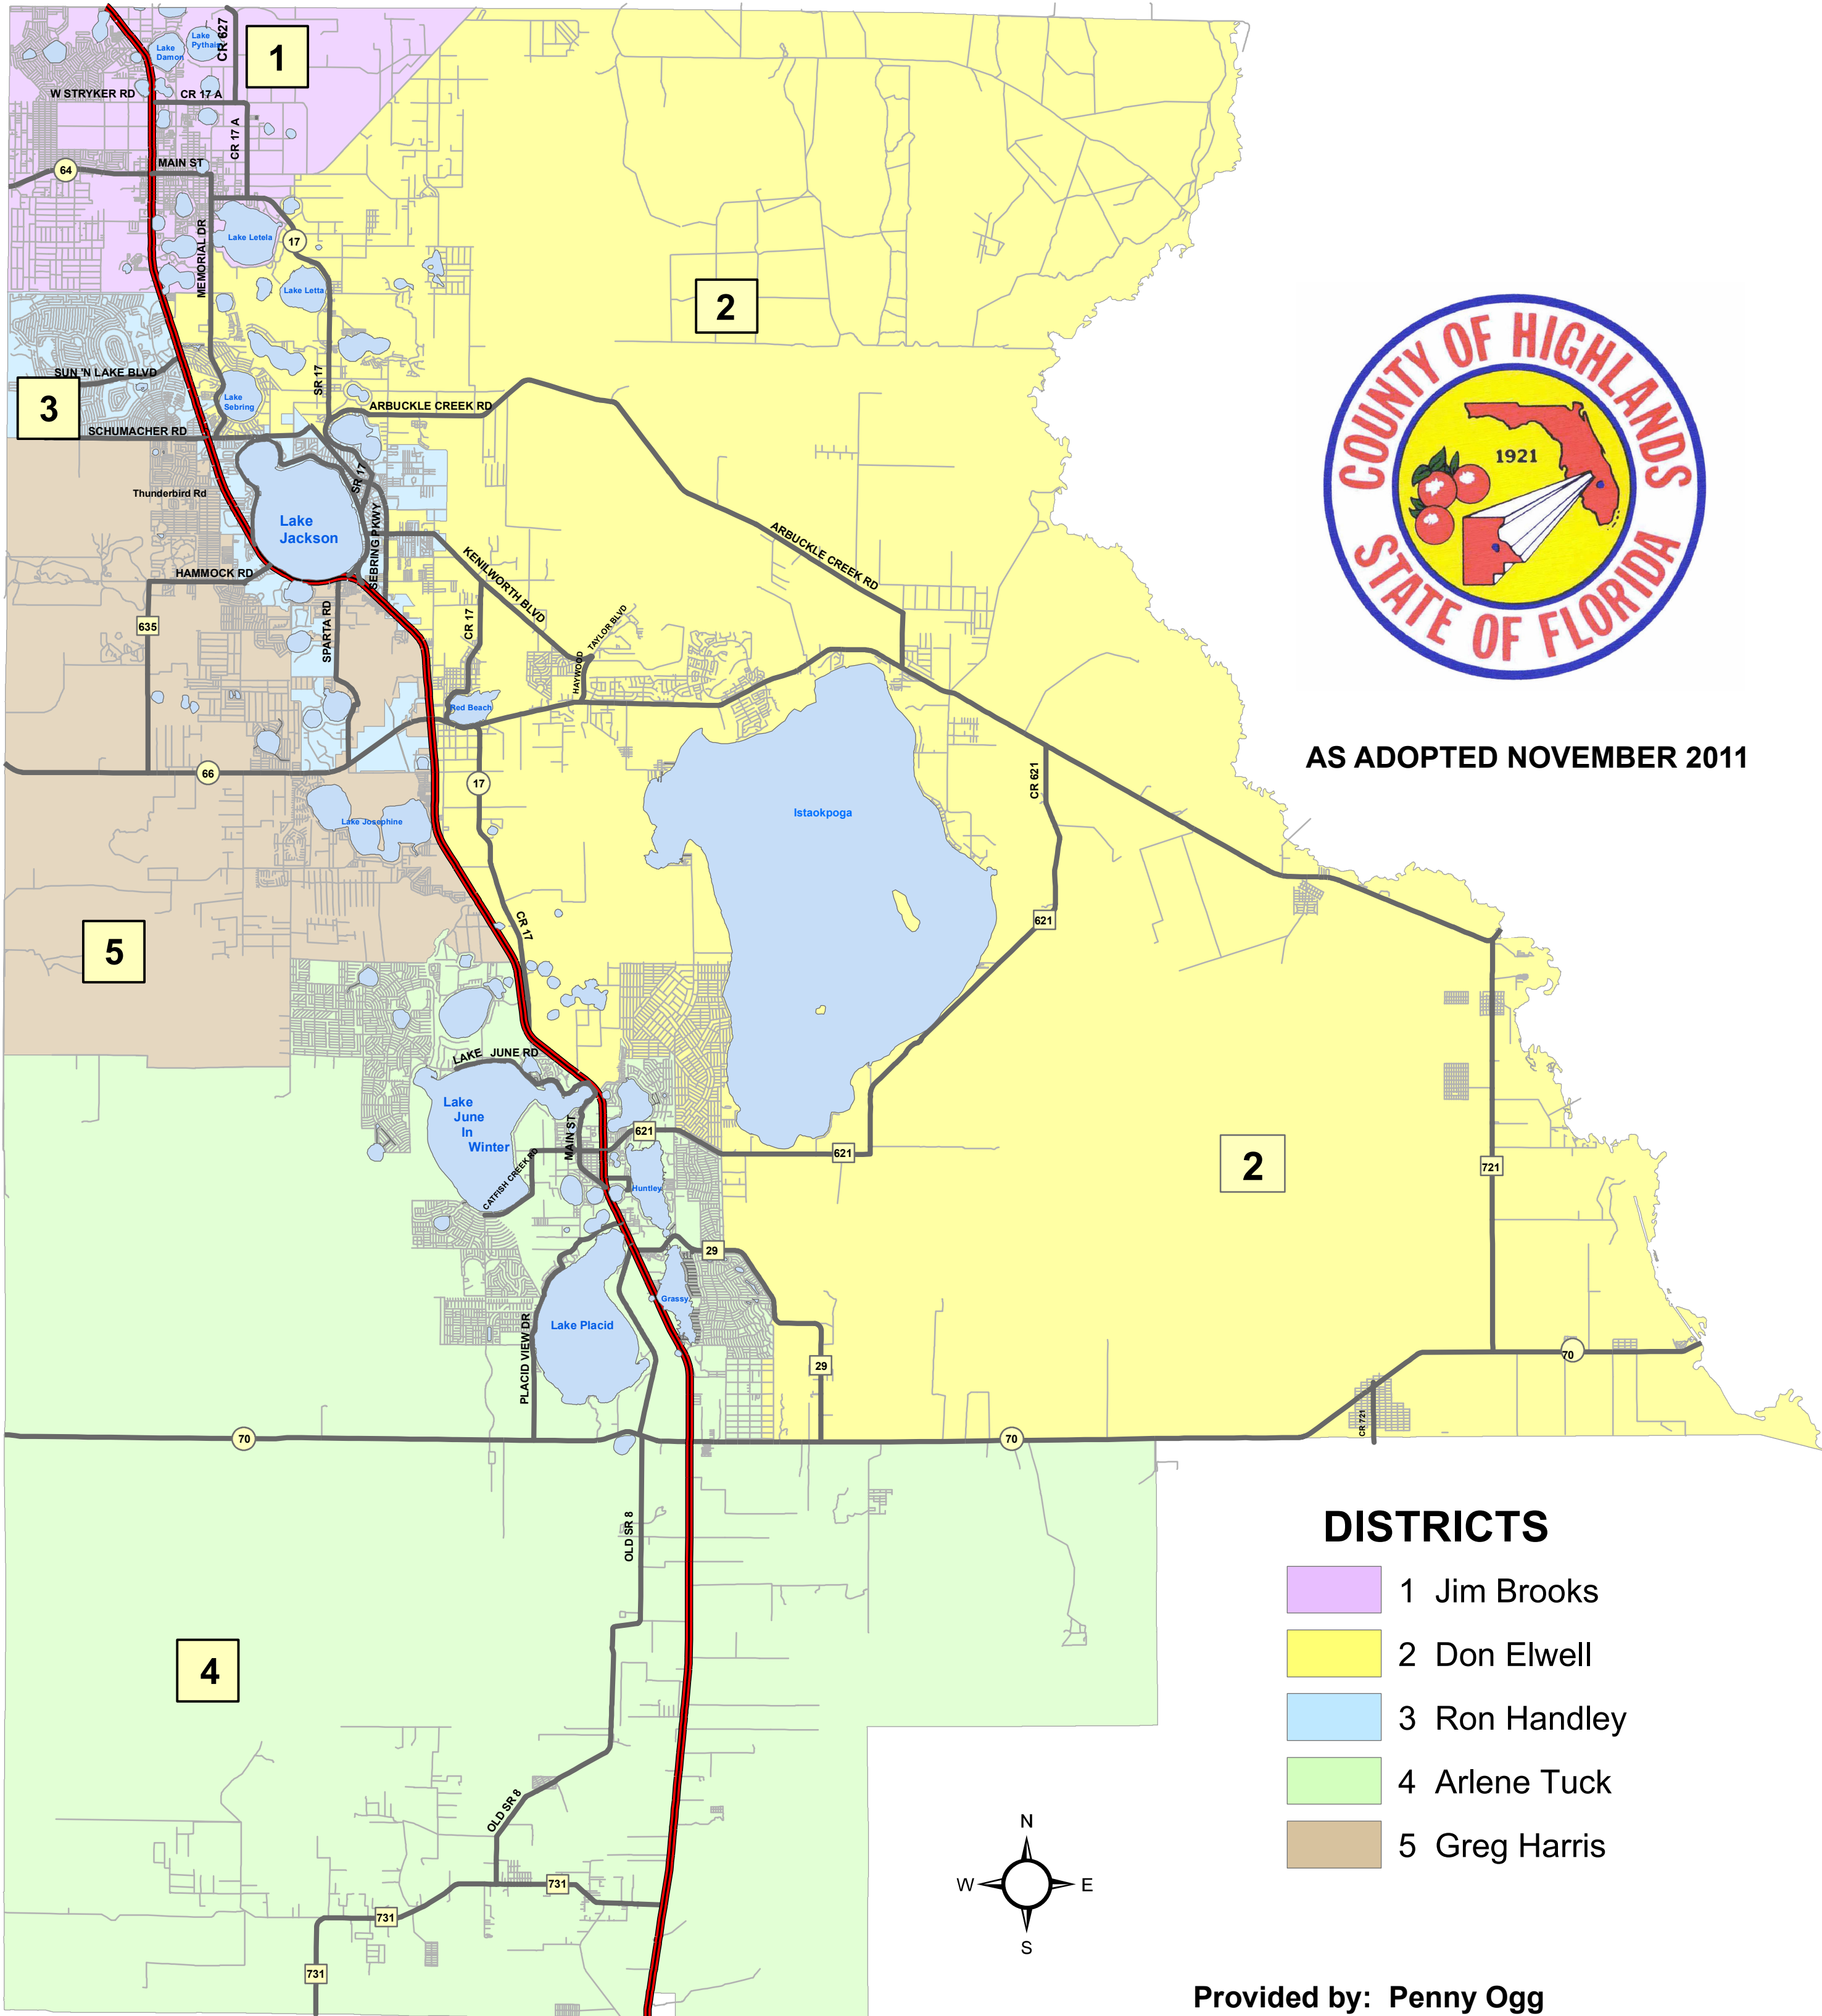 Lake
Damon
Lake
Pythais
CR 627
1
W STRYKER RD
CR 17 A
CR 17 A
MAIN ST
64
MEMORIAL DR
Lake Letela
17
Lake Letta
2
SUN 'N LAKE BLVD
3
Lake
Sebring
SR 17
ARBUCKLE CREEK RD
SCHUMACHER RD
Thunderbird Rd
SR 17
Lake
Jackson
SEBRING PKWY
HAMMOCK RD
KENILWORTH BLVD
ARBUCKLE CREEK RD
635
SPARTA RD
CR 17
HAYWOOD
TAYLOR BLVD
Red Beach
66
17
Lake Josephine
Istaokpoga
CR 621
621
5
CR 17
LAKE JUNE RD
Lake
June
In
Winter
MAIN ST
621
621
CATFISH CREEK RD
Huntley
2
721
29
Grassy
Lake Placid
PLACID VIEW DR
29
70
70
70
CR 721
OLD SR 8
4
OLD SR 8
731
731
731
COUNTY OF HIGHLANDS
1921
STATE OF FLORIDA
AS ADOPTED NOVEMBER 2011
DISTRICTS
1 Jim Brooks
2 Don Elwell
3 Ron Handley
4 Arlene Tuck
5 Greg Harris
N
W E
S
Provided by: Penny Ogg